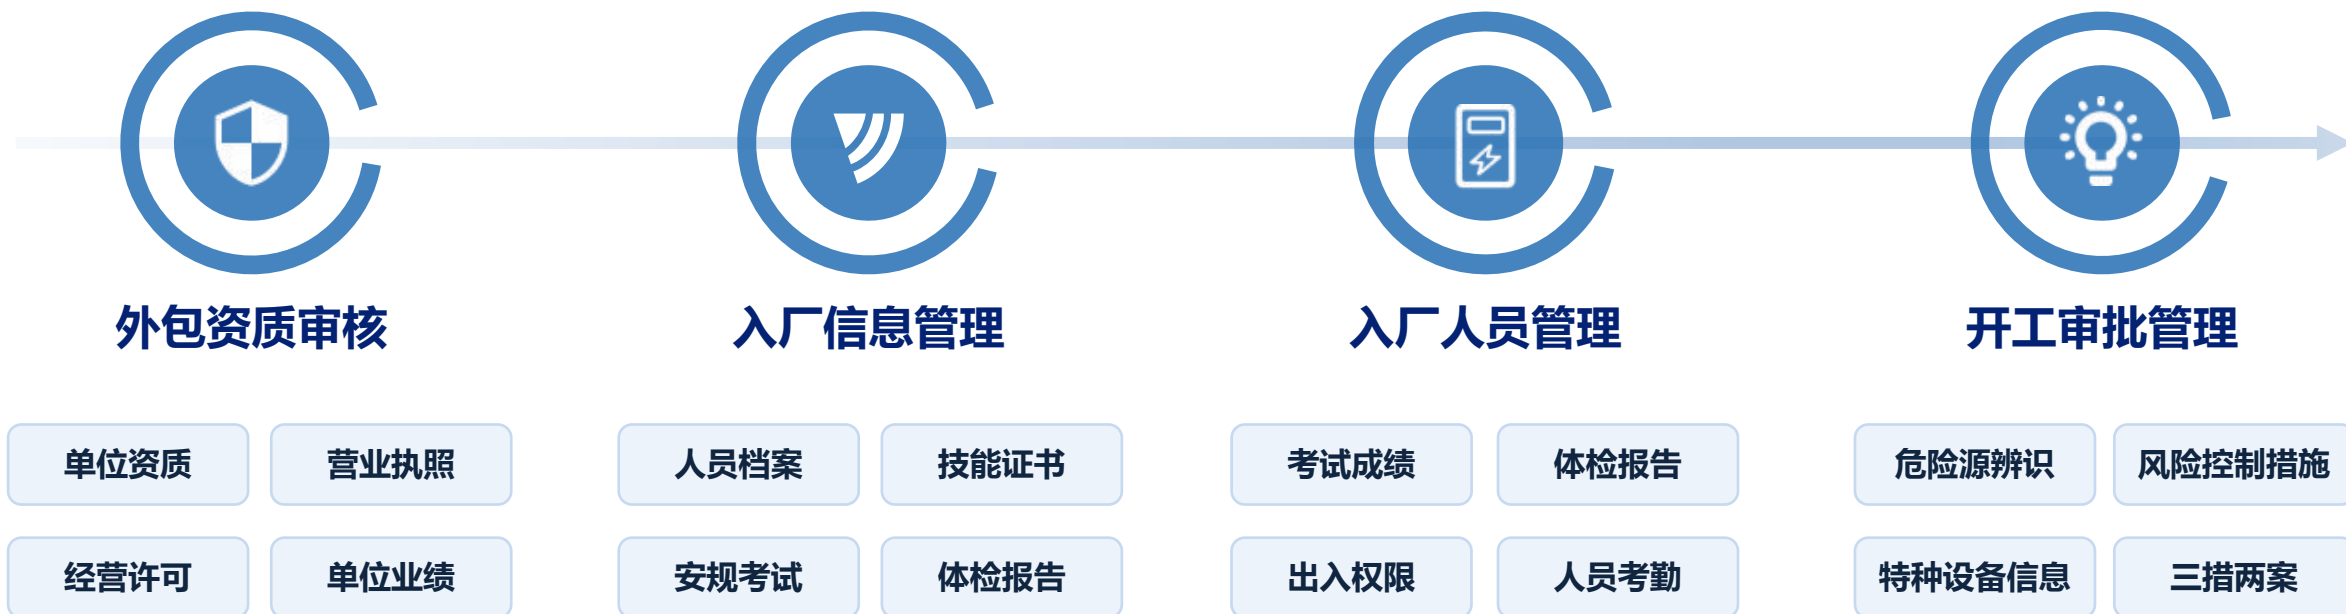 外包资质审核
入厂信息管理
入厂人员管理
开工审批管理
单位资质
营业执照
人员档案
技能证书
考试成绩
体检报告
危险源辨识
风险控制措施
经营许可
单位业绩
安规考试
体检报告
出入权限
人员考勤
特种设备信息
三措两案